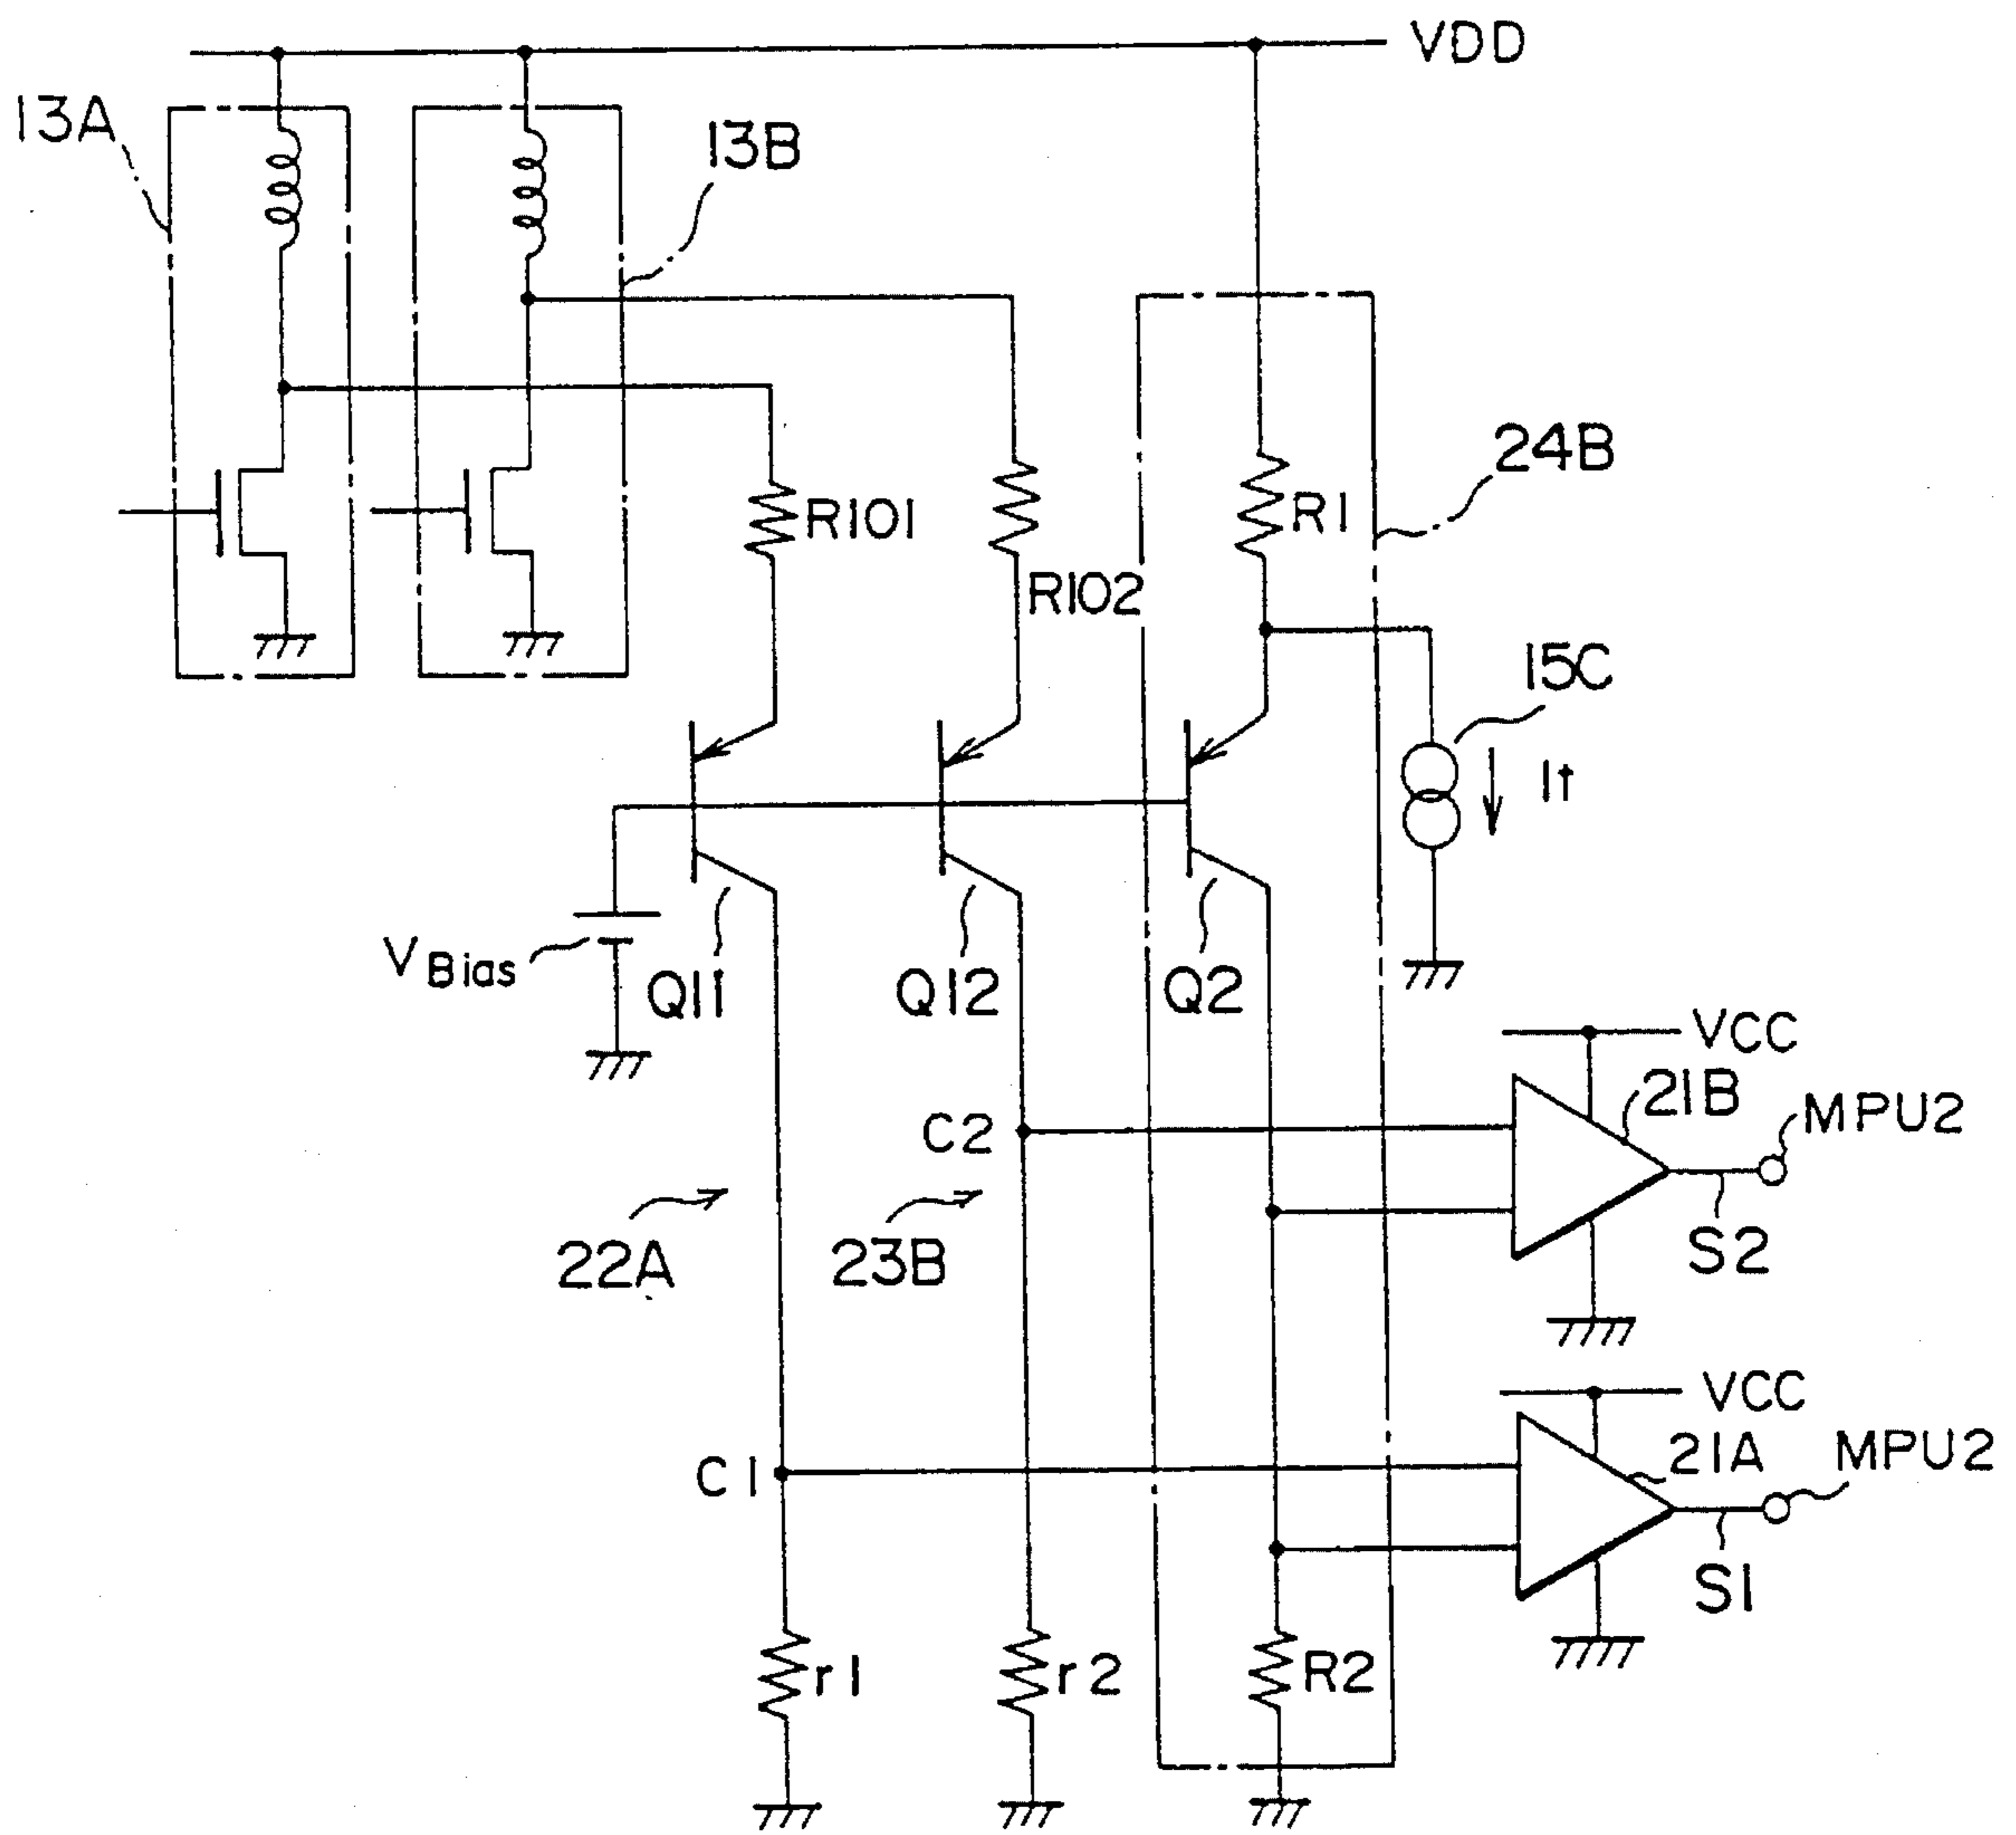 VDD
13A
13B
24B
R101
R1
R102
15C
It
VBias
Q11
Q12
Q2
VCC
21B
MPU2
C2
S2
22A
23B
VCC
21A
MPU2
C1
S1
r1
r2
R2